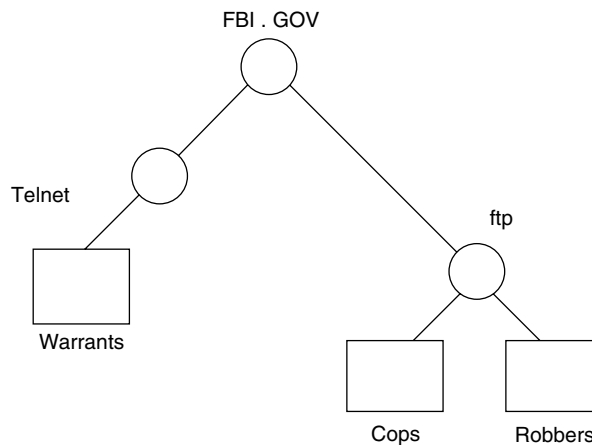 FBI . GOV
Telnet
ftp
Warrants
Cops
Robbers